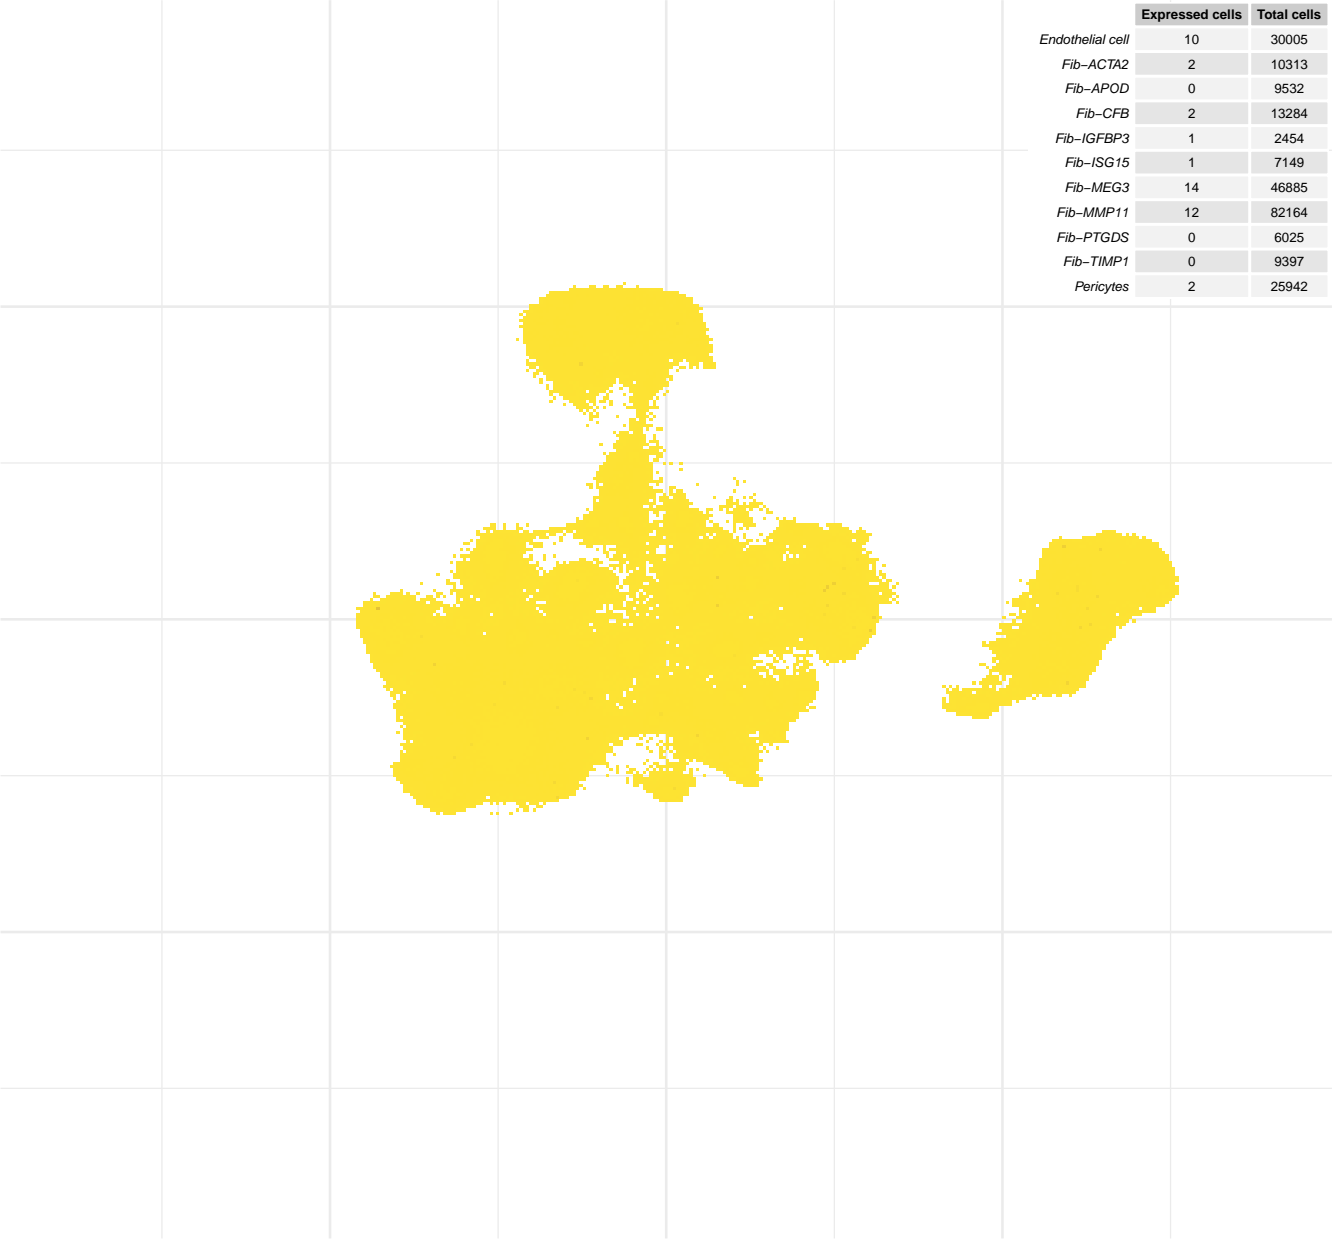 Expressed cells Total cells
Endothelial cell 10 30005
Fib−ACTA2 2 10313
Fib−APOD 0 9532
Fib−CFB 2 13284
Fib−IGFBP3 1 2454
Fib−ISG15 1 7149
Fib−MEG3 14 46885
Fib−MMP11 12 82164
Fib−PTGDS 0 6025
Fib−TIMP1 0 9397
Pericytes 2 25942